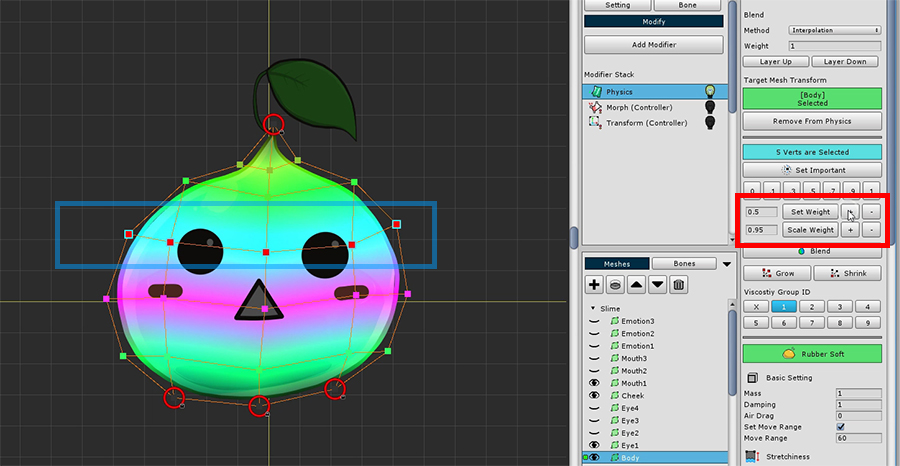 Setting Bone
Modify
Add Modifier
Modifier Stack
Physics
Morph (Controller)
Transform (Controller)
Meshes Bones
Slime
Emotion3
Emotion2
Emotion1
Mouth3
Mouth2
Mouth1
Cheek
Eye4
Eye3
Eye2
Eye1
Body
Blend
Method Interpolation
Weight 1
Layer Up Layer Down
Target Mesh Transform
[Body]
Selected
Remove From Physics
5 Verts are Selected
Set Important
0 .1 .3 .5 .7 .9 1
0.5 Set Weight + -
0.95 Scale Weight + -
Blend
Grow Shrink
Viscostiy Group ID
X 1 2 3 4
5 6 7 8 9
Rubber Soft
Basic Setting
Mass 1
Damping 1
Air Drag 0
Set Move Range
Move Range 60
Stretchiness